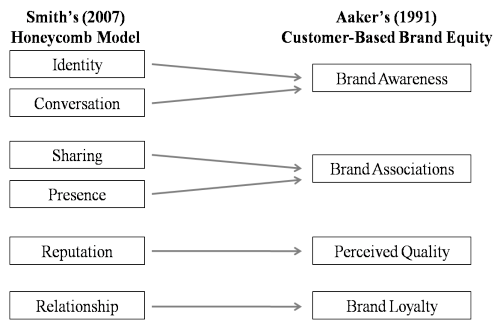 Smith's (2007)
Honeycomb Model
Identity
Conversation
Sharing
Presence
Reputation
Relationship
Aaker's (1991)
Customer-Based Brand Equity
Brand Awareness
Brand Associations
Perceived Quality
Brand Loyalty